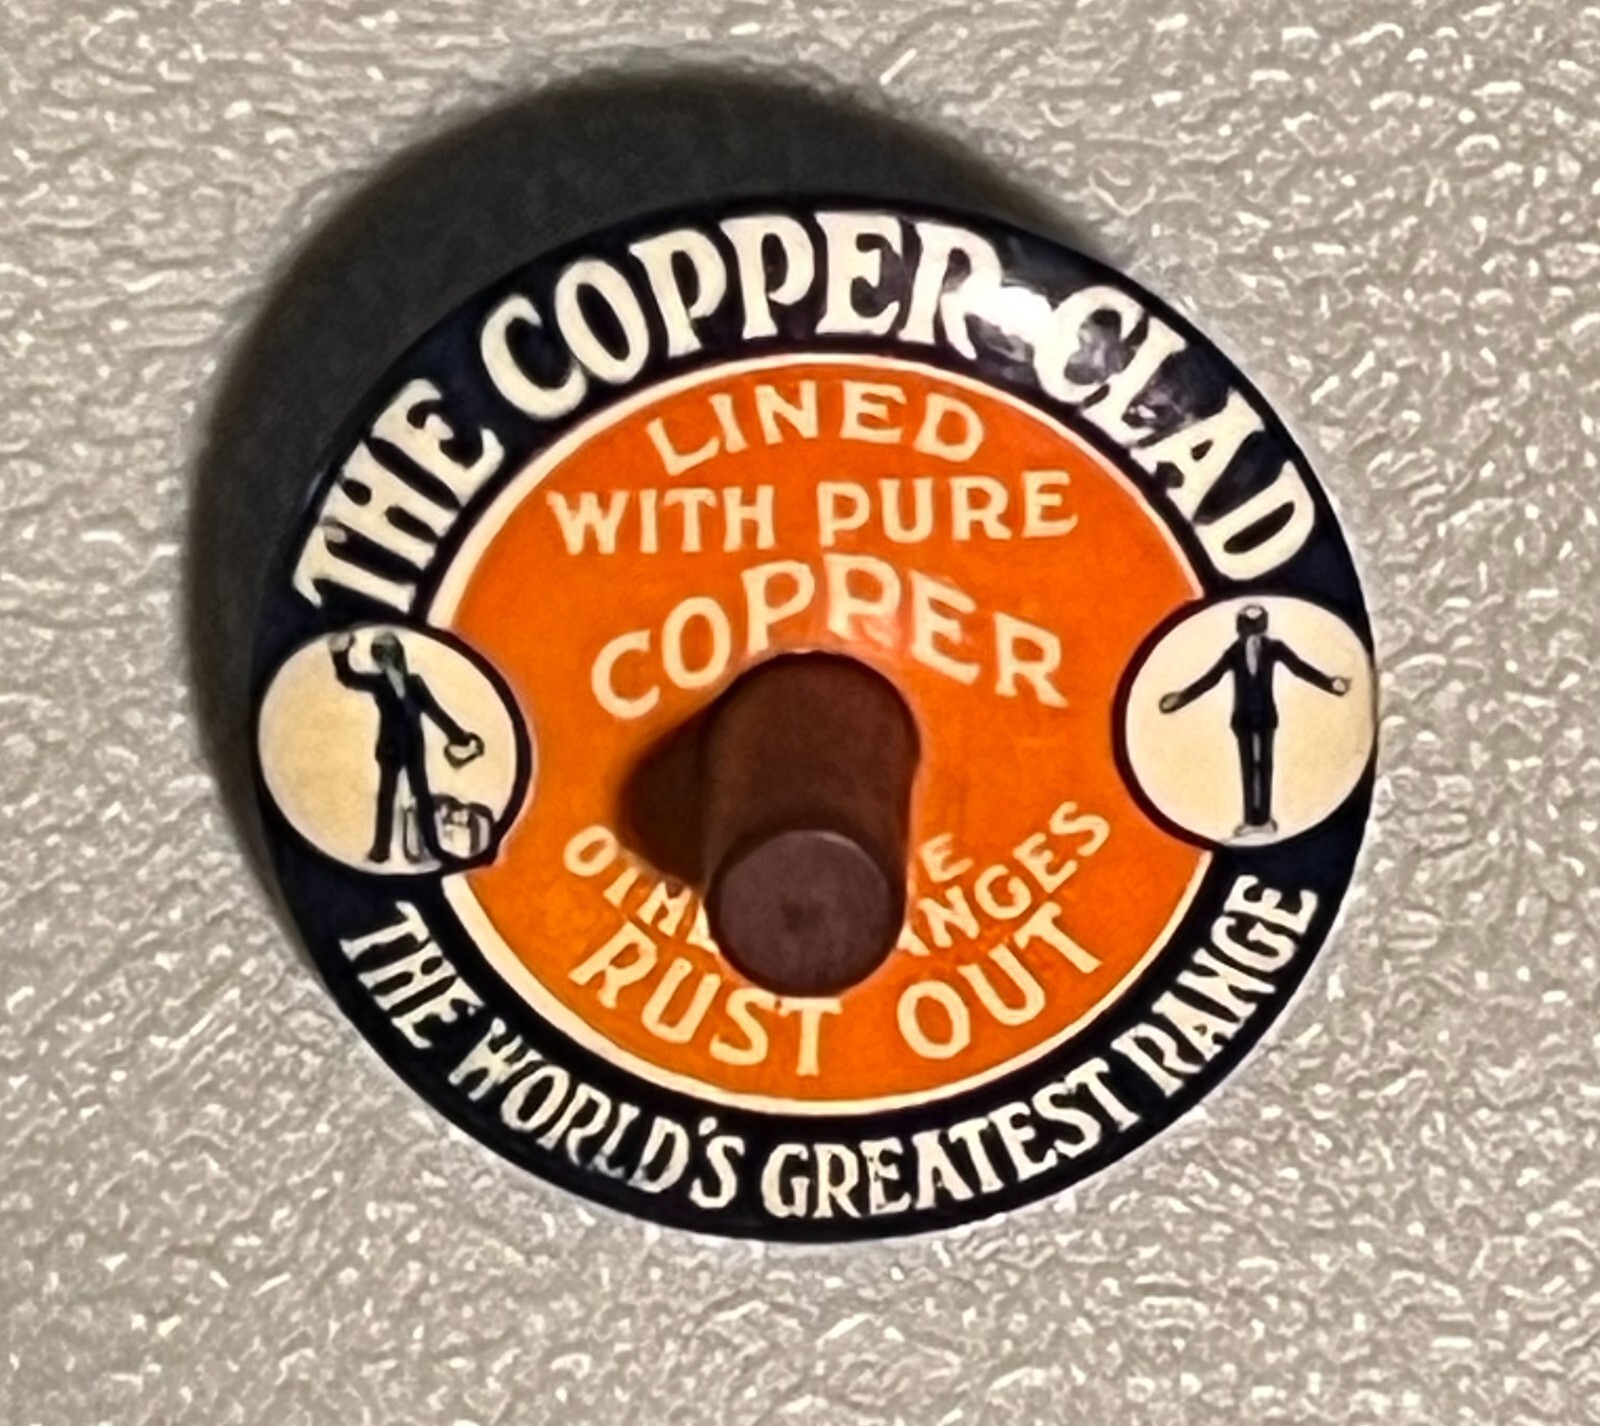 THE COPPER-CLAD
LINED
WITH PURE
COPPER
RUST OUT
THE WORLD'S GREATEST RANGE